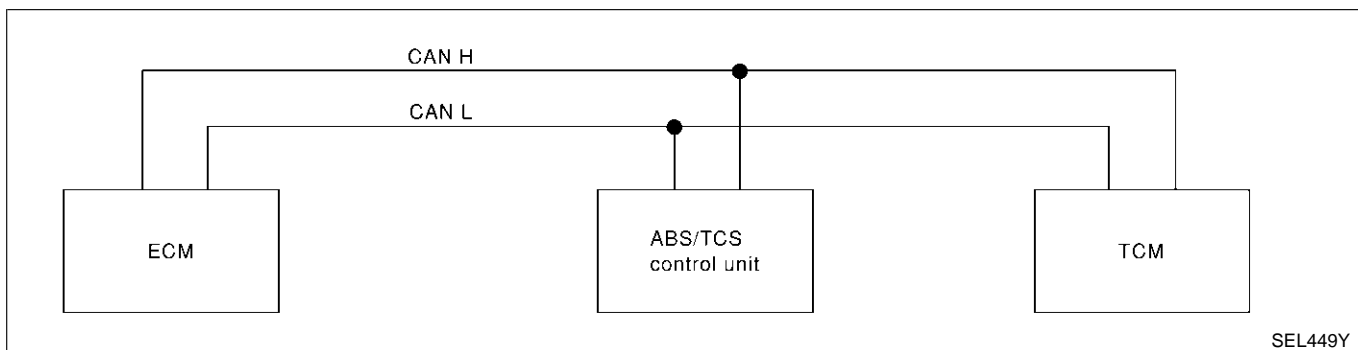 CAN H
CAN L
ECM
ABS/TCS
control unit
TCM
SEL449Y